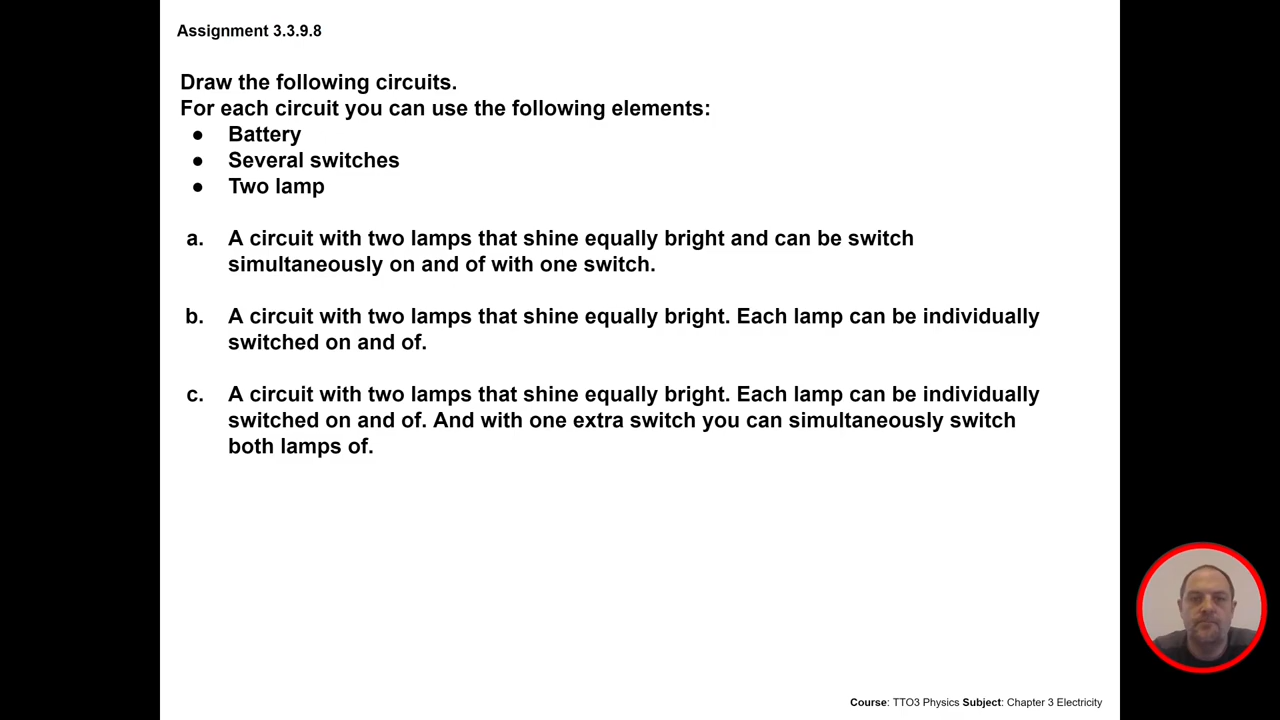 Assignment 3.3.9.8
Draw the following circuits.
For each circuit you can use the following elements:
● Battery
● Several switches
● Two lamp
a. A circuit with two lamps that shine equally bright and can be switch
simultaneously on and of with one switch.
b. A circuit with two lamps that shine equally bright. Each lamp can be individually
switched on and of.
c. A circuit with two lamps that shine equally bright. Each lamp can be individually
switched on and of. And with one extra switch you can simultaneously switch
both lamps of.
Course: TTO3 Physics Subject: Chapter 3 Electricity